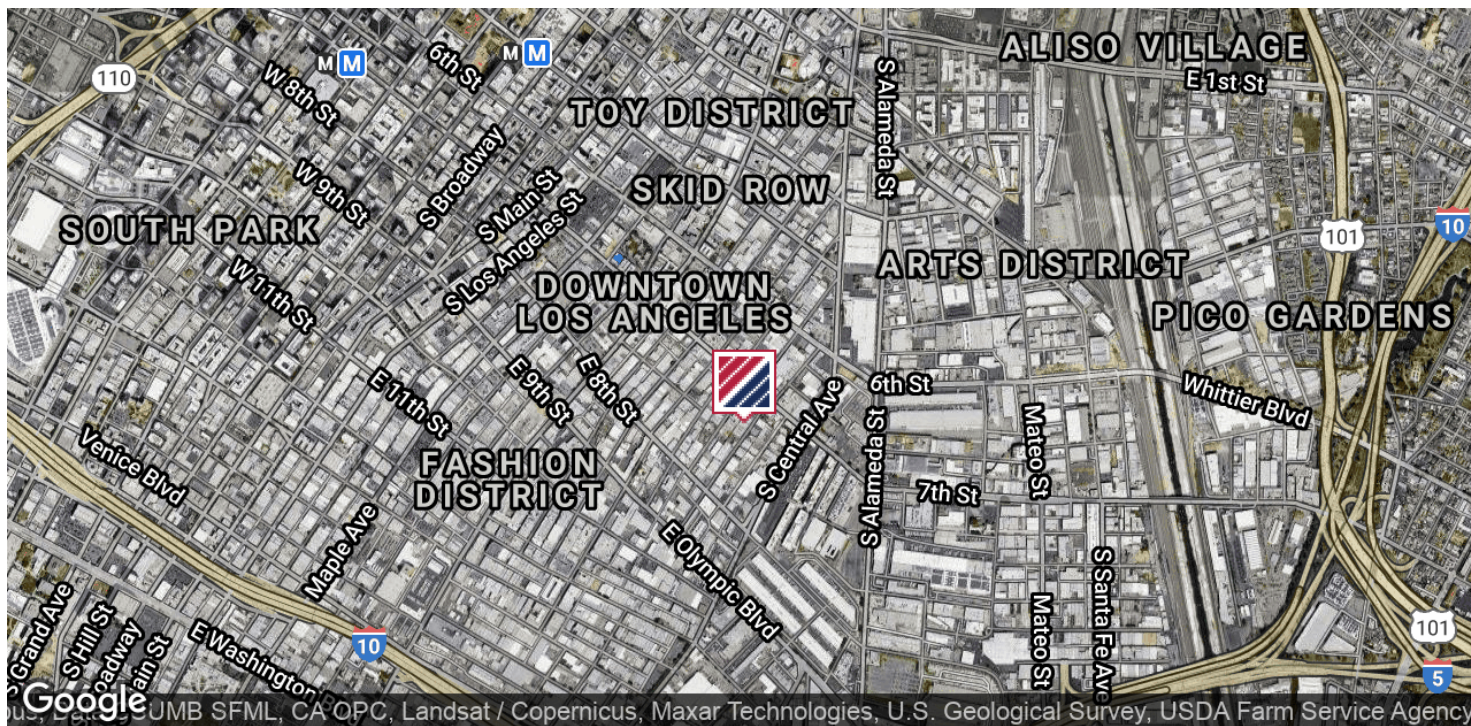 ALISO VILLAGE
E 1st St
110
M M
M M
6th St
W 8th St
S Alameda St
TOY DISTRICT
S Broadway
W 9th St
S Main St
SKID ROW
SOUTH PARK
S Los Angeles St
101
10
W 11th St
ARTS DISTRICT
DOWNTOWN
LOS ANGELES
PICO GARDENS
E 11th St
E 9th St
E 8th St
6th St
Whittier Blvd
S Central Ave
Mateo St
Venice Blvd
FASHION
DISTRICT
S Alameda St
7th St
Maple Ave
E Olympic Blvd
S Santa Fe Ave
Mateo St
S Grand Ave
S Hill St
10
E Washington
101
5
Google
SFML, CA OPC, Landsat / Copernicus, Maxar Technologies, U.S. Geological Survey, USDA Farm Service Agency